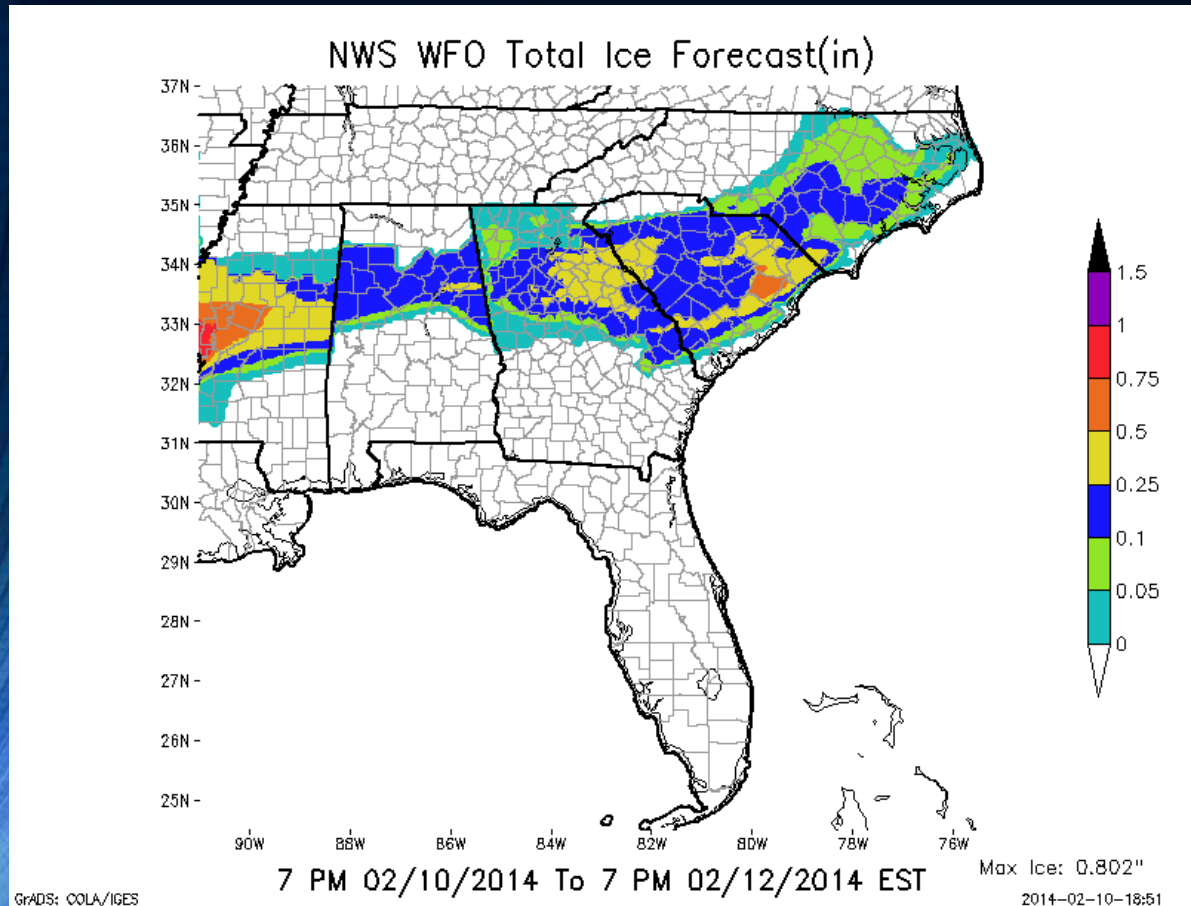 NWS WFO Total Ice Forecast(in)
37N
36N
35N
34N
33N
32N
31N
30N
29N
28N
27N
26N
25N
90W 88W 86W 84W 82W 80W 78W 76W
1.5
1
0.75
0.5
0.25
0.1
0.05
0
7 PM 02/10/2014 To 7 PM 02/12/2014 EST
Max Ice: 0.802"
GrADS: COLA/IGES
2014-02-10-18:51